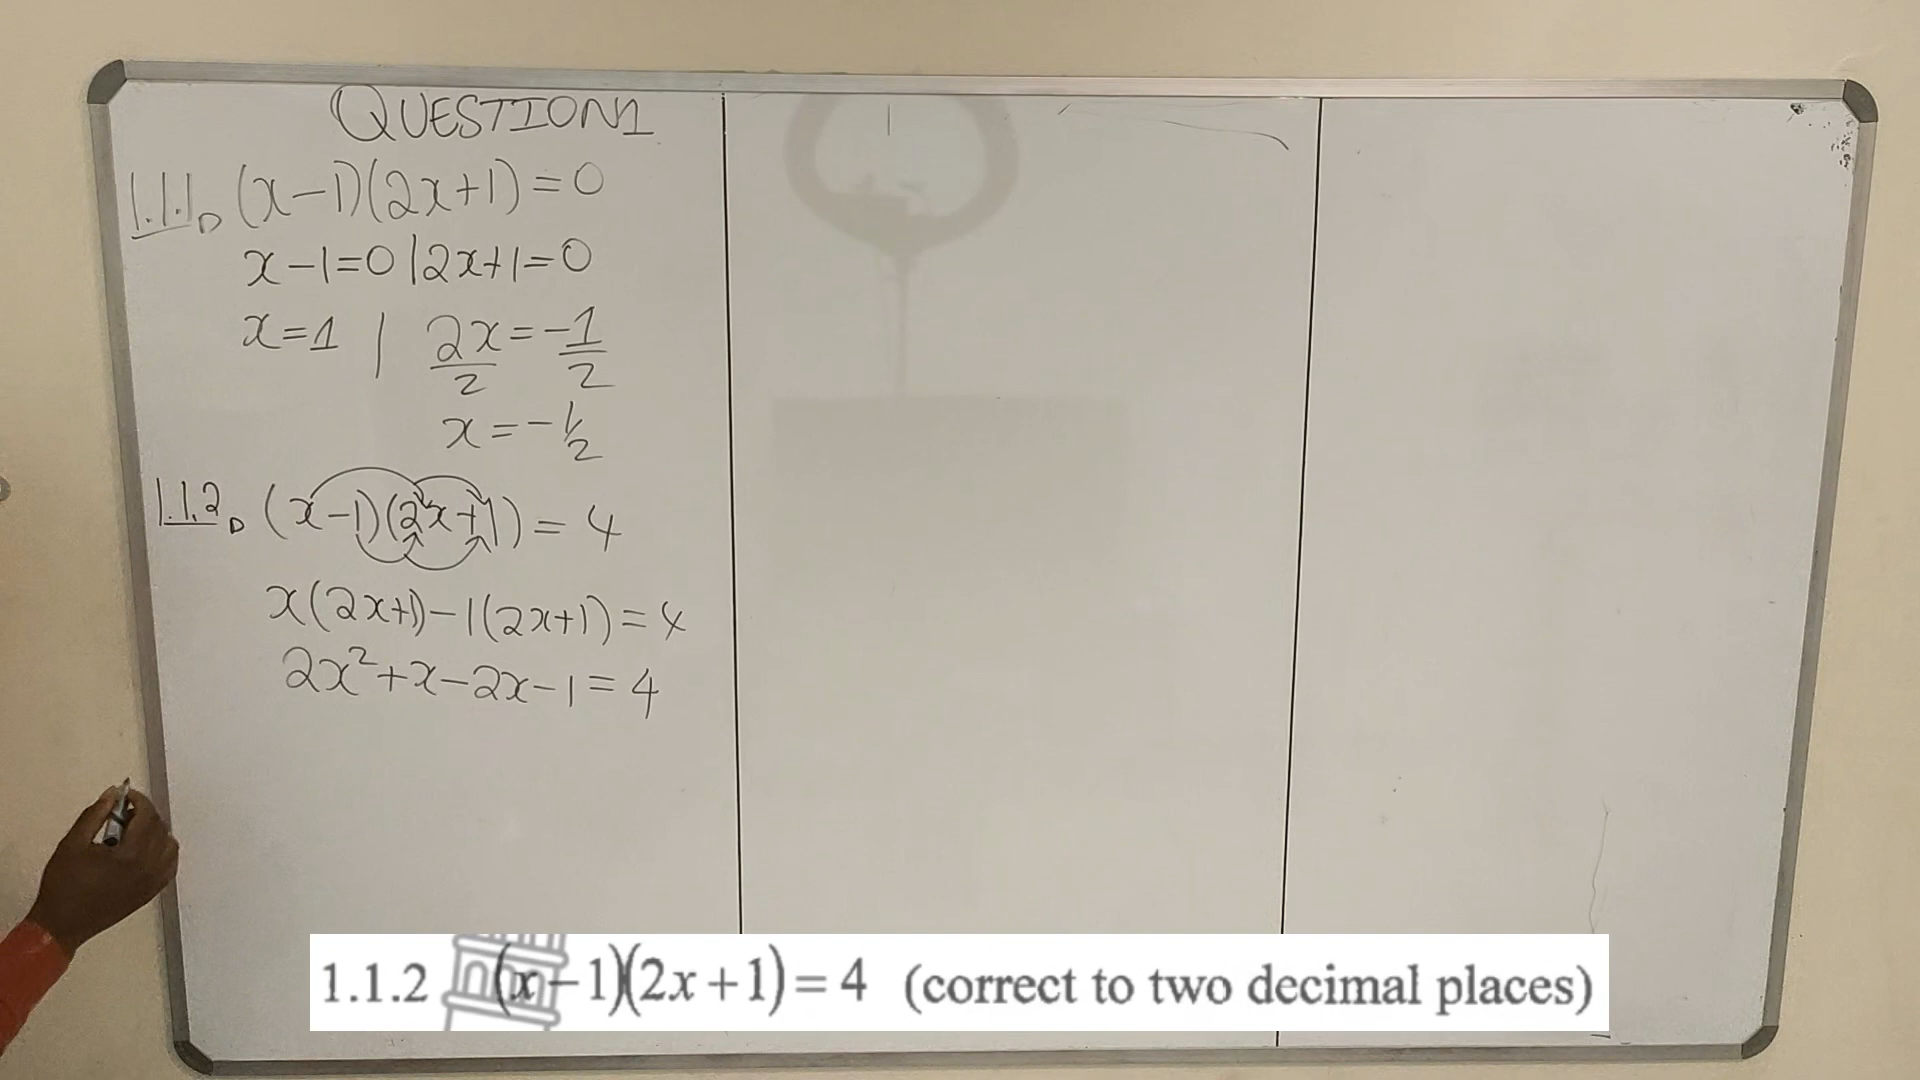 QUESTION 1
1.1.1 (x-1)(2x+1)=0
x-1=0 | 2x+1=0
x=1 | 2x/2 = -1/2
x=-1/2
1.1.2 (x-1)(2x+1) = 4
x(2x+1)-1(2x+1)=4
2x²+x-2x-1=4
1.1.2 (x-1)(2x+1)=4 (correct to two decimal places)